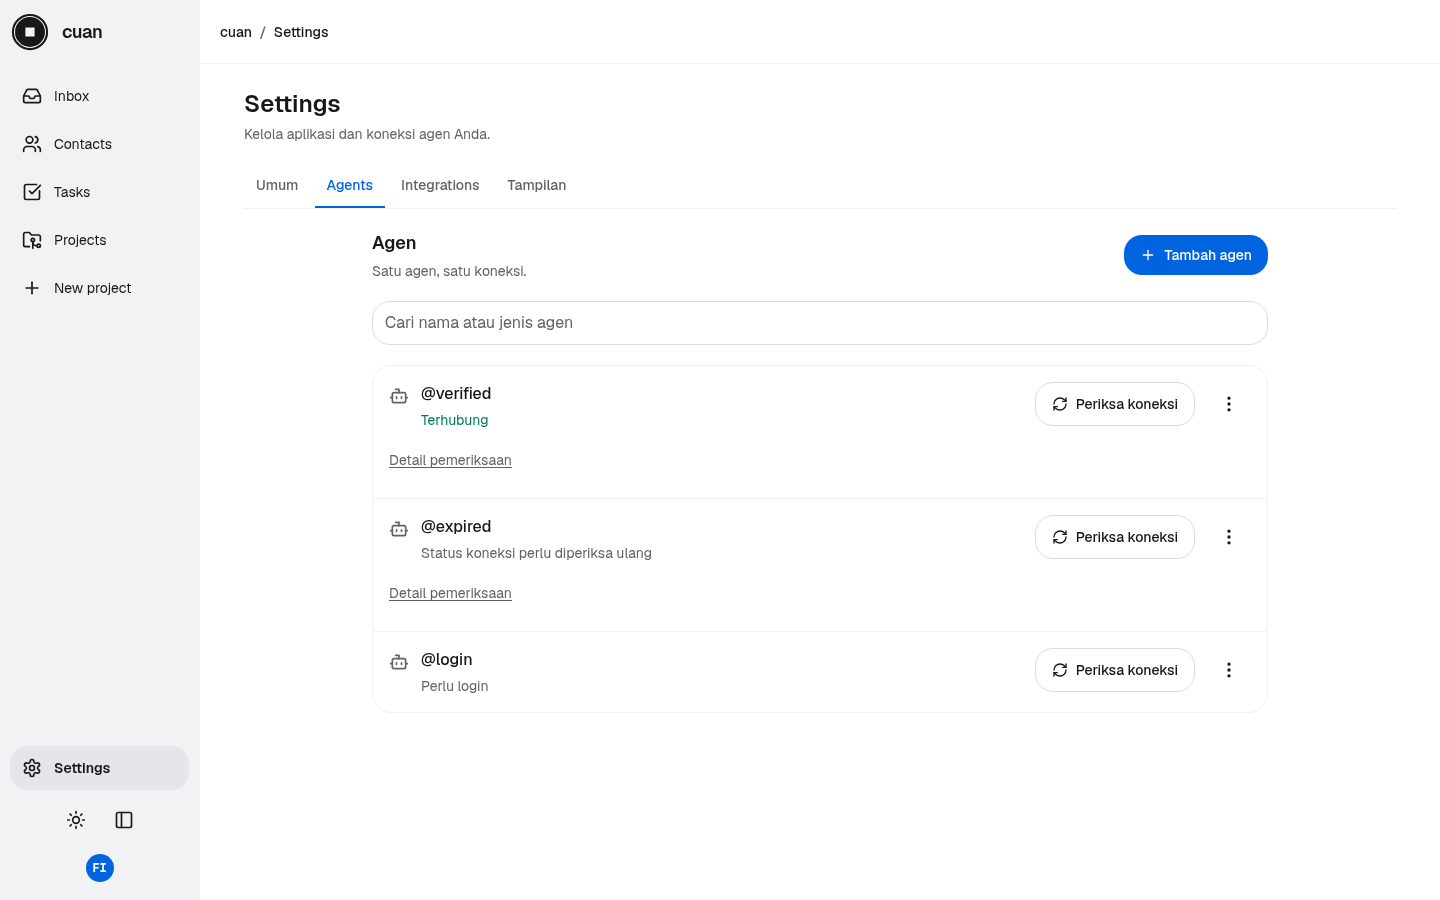 cuan
cuan / Settings
Inbox
Contacts
Tasks
Projects
New project
Settings
Kelola aplikasi dan koneksi agen Anda.
Umum
Agents
Integrations
Tampilan
Agen
Satu agen, satu koneksi.
Tambah agen
Cari nama atau jenis agen
@verified
Terhubung
Periksa koneksi
Detail pemeriksaan
@expired
Status koneksi perlu diperiksa ulang
Periksa koneksi
Detail pemeriksaan
@login
Perlu login
Periksa koneksi
Settings
FI